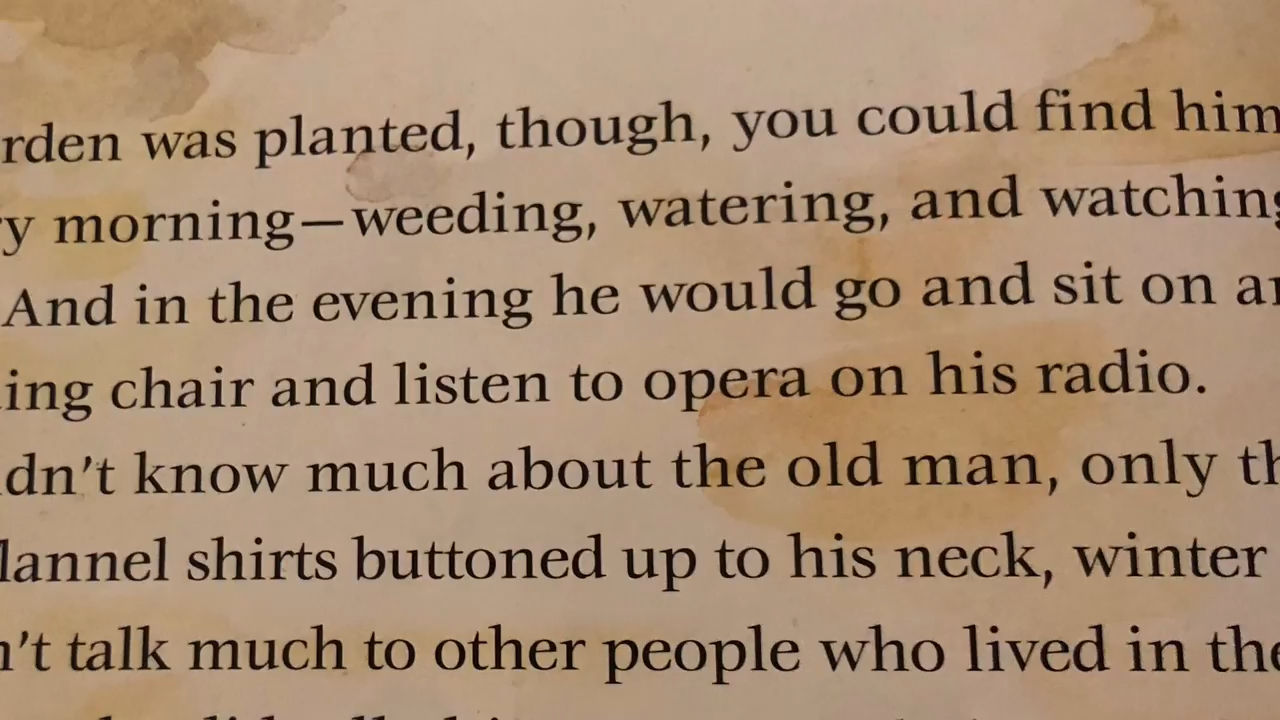 rden was planted, though, you could find him
y morning—weeding, watering, and watching
And in the evening he would go and sit on
ing chair and listen to opera on his radio.
dn't know much about the old man, only th
lannel shirts buttoned up to his neck, winter
n't talk much to other people who lived in the